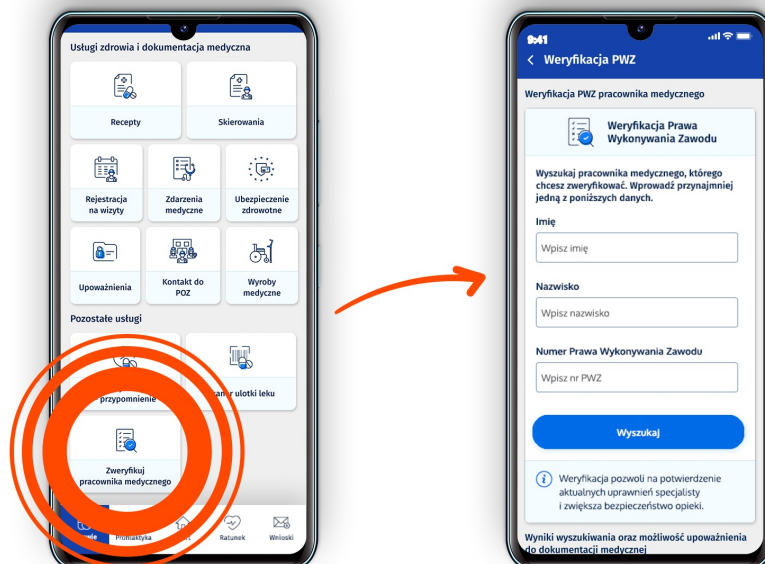 Usługi zdrowia i dokumentacja medyczna
Recepty
Skierowania
Rejestracja
na wizyty
Zdarzenia
medyczne
Ubezpieczenie
zdrowotne
Upoważnienia
Kontakt do
POZ
Wyroby
medyczne
Pozostałe usługi
przypomnienie
ulotki leku
Zweryfikuj
pracownika medycznego
Profilaktyka
Ratunek
Wnioski
9:41
Weryfikacja PWZ
Weryfikacja PWZ pracownika medycznego
Weryfikacja Prawa
Wykonywania Zawodu
Wyszukaj pracownika medycznego, którego
chcesz zweryfikować. Wprowadź przynajmniej
jedną z poniższych danych.
Imię
Wpisz imię
Nazwisko
Wpisz nazwisko
Numer Prawa Wykonywania Zawodu
Wpisz nr PWZ
Wyszukaj
Weryfikacja pozwoli na potwierdzenie
aktualnych uprawnień specjalisty
i zwiększa bezpieczeństwo opieki.
Wyniki wyszukiwania oraz możliwość upoważnienia
do dokumentacji medycznej